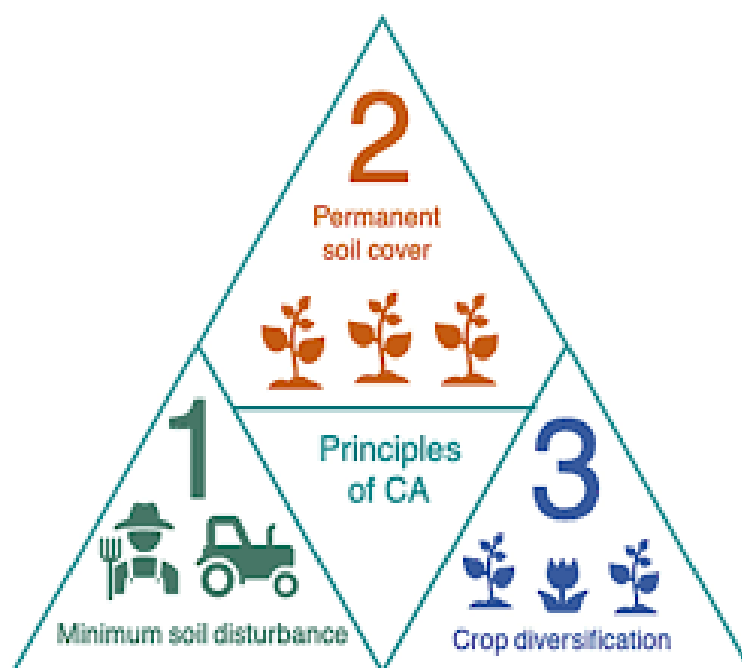 2
Permanent
soil cover
1
Minimum soil disturbance
Principles
of CA
3
Crop diversification